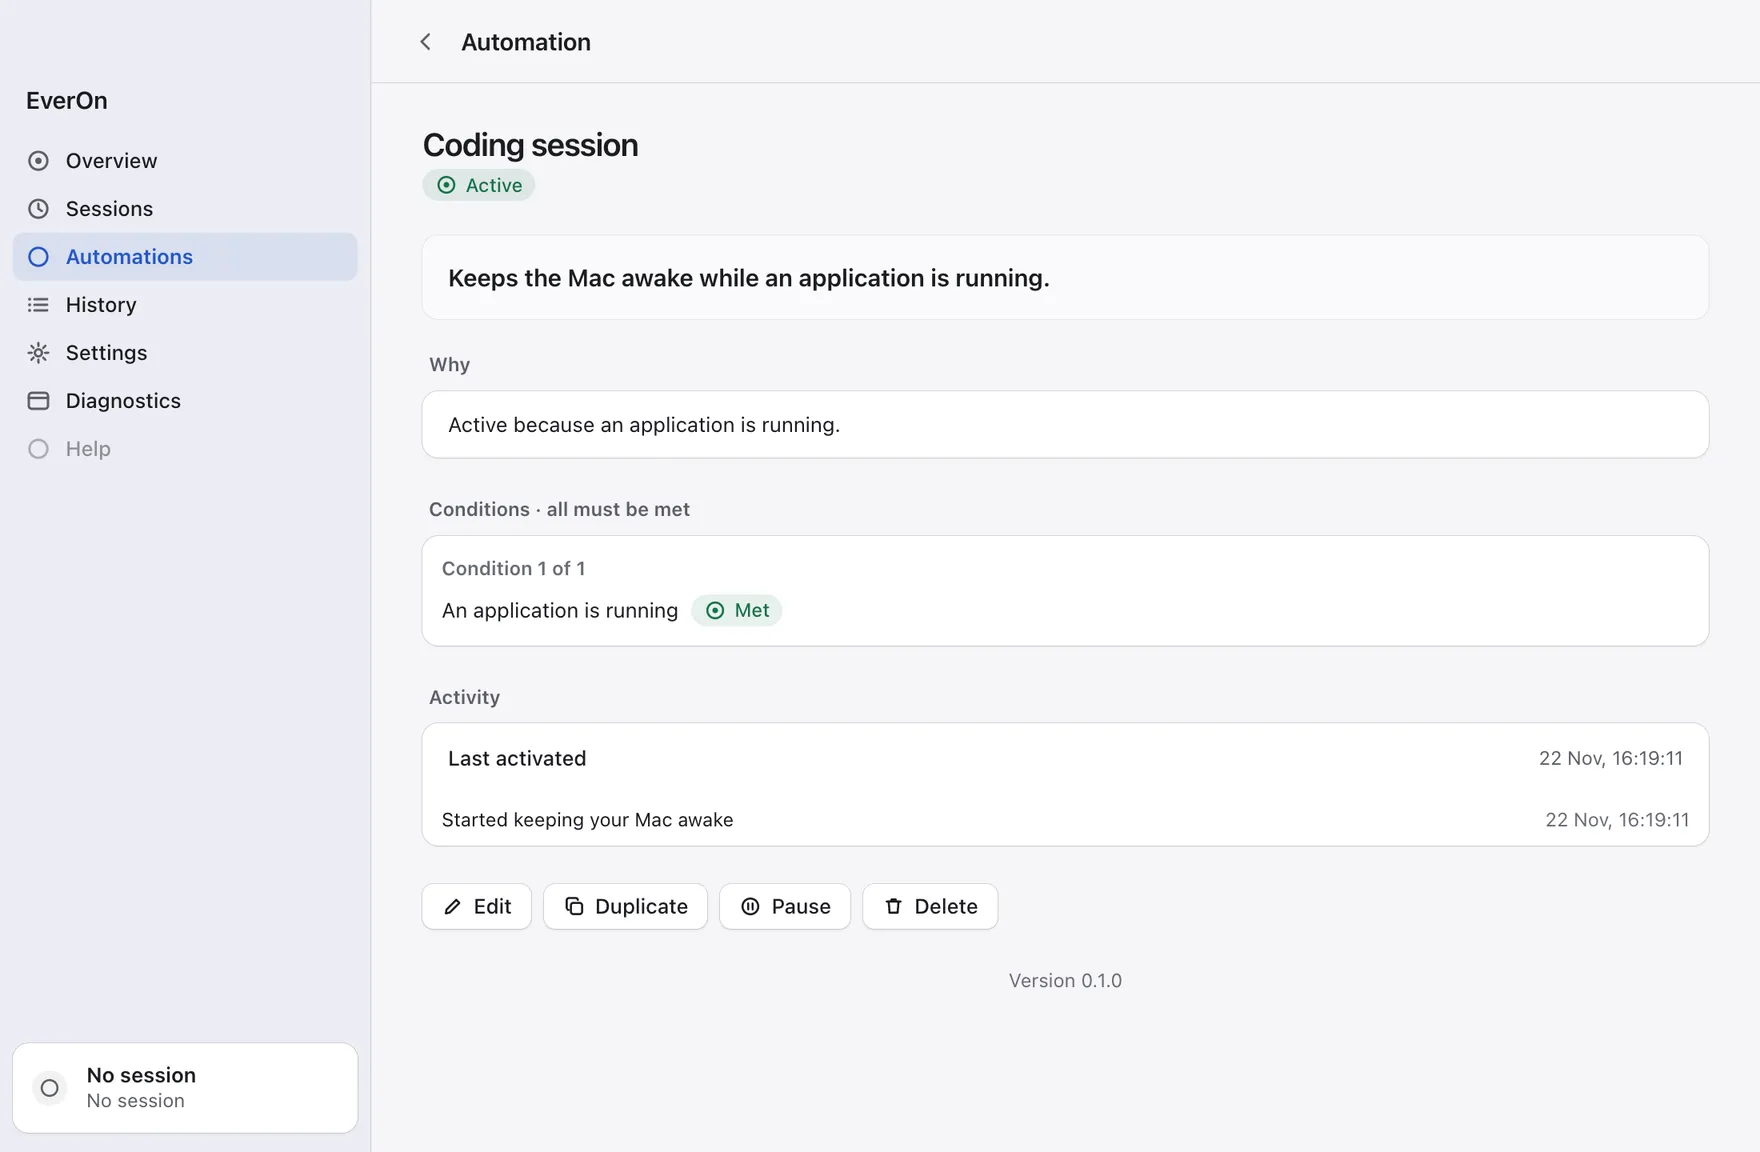 EverOn
Overview
Sessions
Automations
History
Settings
Diagnostics
Help
No session
No session
Automation
Coding session
Active
Keeps the Mac awake while an application is running.
Why
Active because an application is running.
Conditions · all must be met
Condition 1 of 1
An application is running Met
Activity
Last activated 22 Nov, 16:19:11
Started keeping your Mac awake 22 Nov, 16:19:11
Edit Duplicate Pause Delete
Version 0.1.0